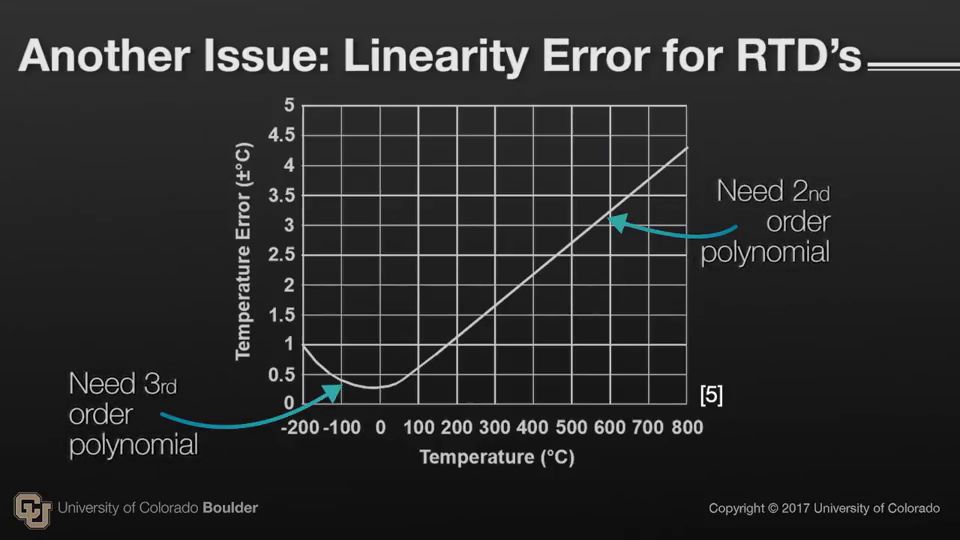 Another Issue: Linearity Error for RTD's
5
4.5
4
3.5
3
2.5
2
1.5
1
0.5
0
Temperature Error (±°C)
-200 -100 0 100 200 300 400 500 600 700 800
Temperature (°C)
Need 2nd
order
polynomial
Need 3rd
order
polynomial
[5]
CU University of Colorado Boulder
Copyright © 2017 University of Colorado